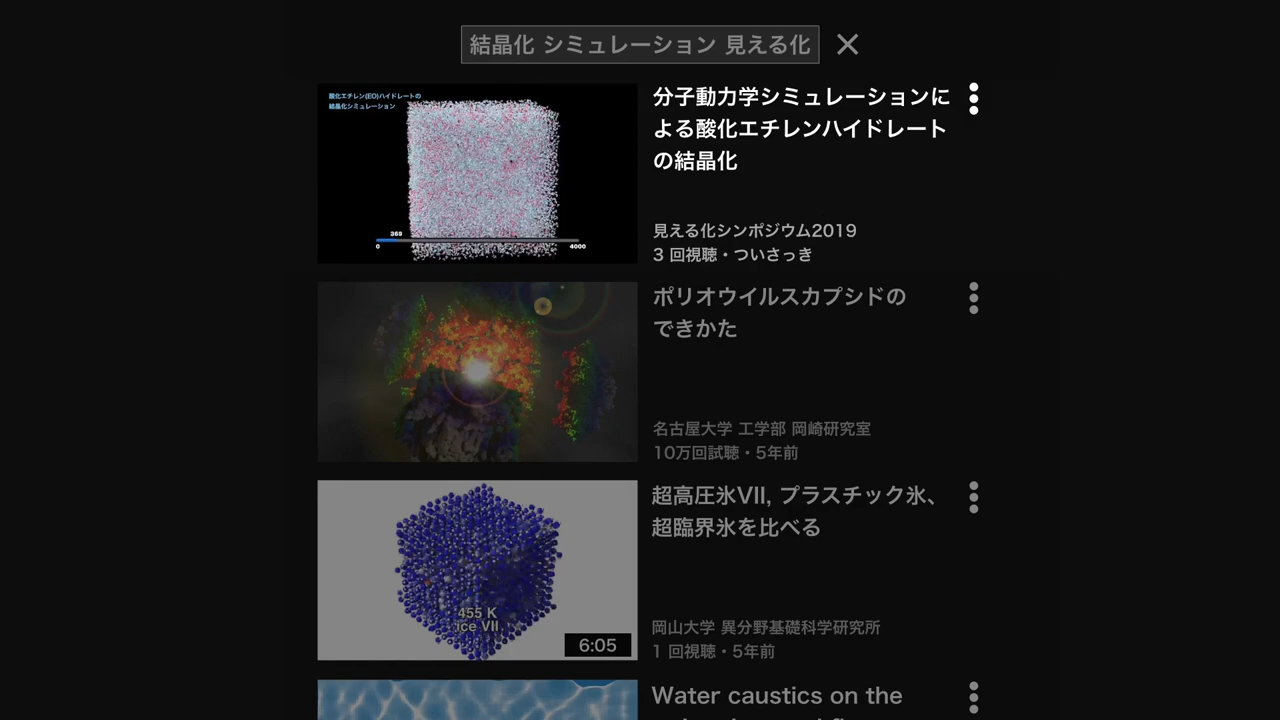 結晶化 シミュレーション 見える化
酸化エチレン(EO)ハイドレートの
結晶化シミュレーション
369
0
4000
分子動力学シミュレーションに
よる酸化エチレンハイドレート
の結晶化
見える化シンポジウム2019
3 回視聴・ついさっき
ポリオウイルスカプシドの
できかた
名古屋大学 工学部 岡崎研究室
10万回試聴・5年前
455 K
ice VII
6:05
超高圧氷VII, プラスチック氷、
超臨界氷を比べる
岡山大学 異分野基礎科学研究所
1 回視聴・5年前
Water caustics on the